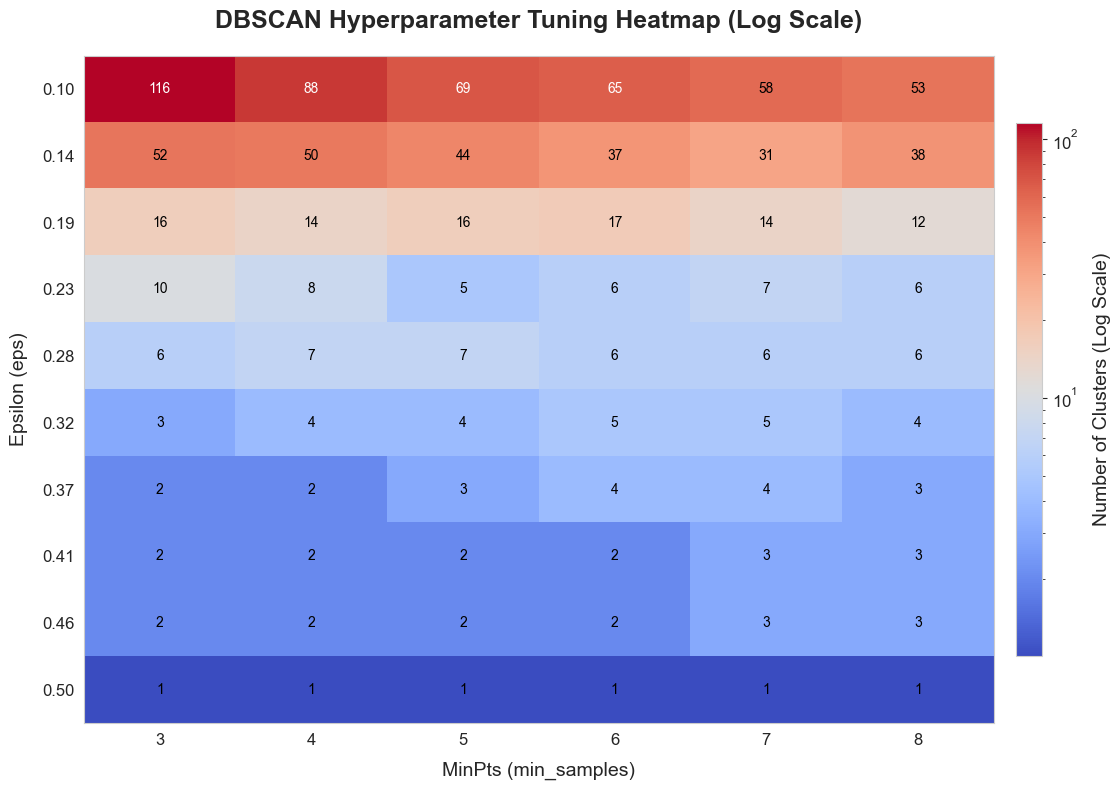 DBSCAN Hyperparameter Tuning Heatmap (Log Scale)
0.10 116 88 69 65 58 53
0.14 52 50 44 37 31 38
0.19 16 14 16 17 14 12
0.23 10 8 5 6 7 6
0.28 6 7 7 6 6 6
0.32 3 4 4 5 5 4
0.37 2 2 3 4 4 3
0.41 2 2 2 2 3 3
0.46 2 2 2 2 3 3
0.50 1 1 1 1 1 1
3 4 5 6 7 8
MinPts (min_samples)
Epsilon (eps)
10²
10¹
Number of Clusters (Log Scale)